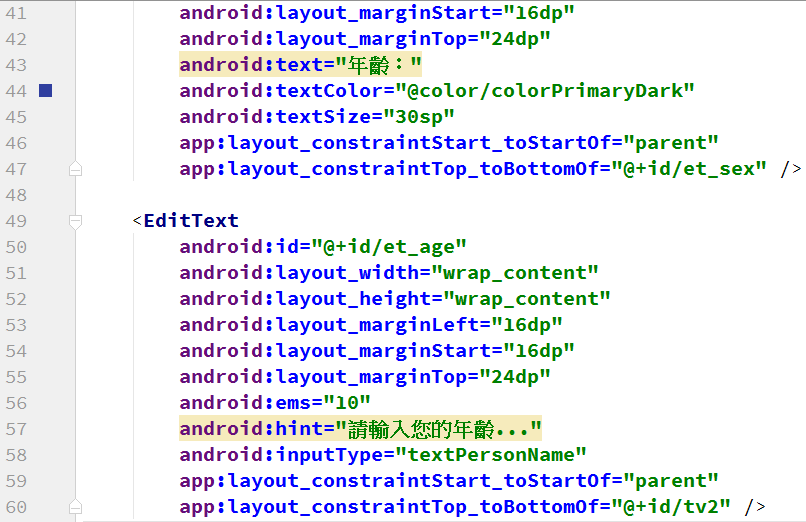 41 android:layout_marginStart="16dp"
42 android:layout_marginTop="24dp"
43 android:text="年齡："
44 android:textColor="@color/colorPrimaryDark"
45 android:textSize="30sp"
46 app:layout_constraintStart_toStartOf="parent"
47 app:layout_constraintTop_toBottomOf="@+id/et_sex" />
48
49 <EditText
50 android:id="@+id/et_age"
51 android:layout_width="wrap_content"
52 android:layout_height="wrap_content"
53 android:layout_marginLeft="16dp"
54 android:layout_marginStart="16dp"
55 android:layout_marginTop="24dp"
56 android:ems="10"
57 android:hint="請輸入您的年齡..."
58 android:inputType="textPersonName"
59 app:layout_constraintStart_toStartOf="parent"
60 app:layout_constraintTop_toBottomOf="@+id/tv2" />